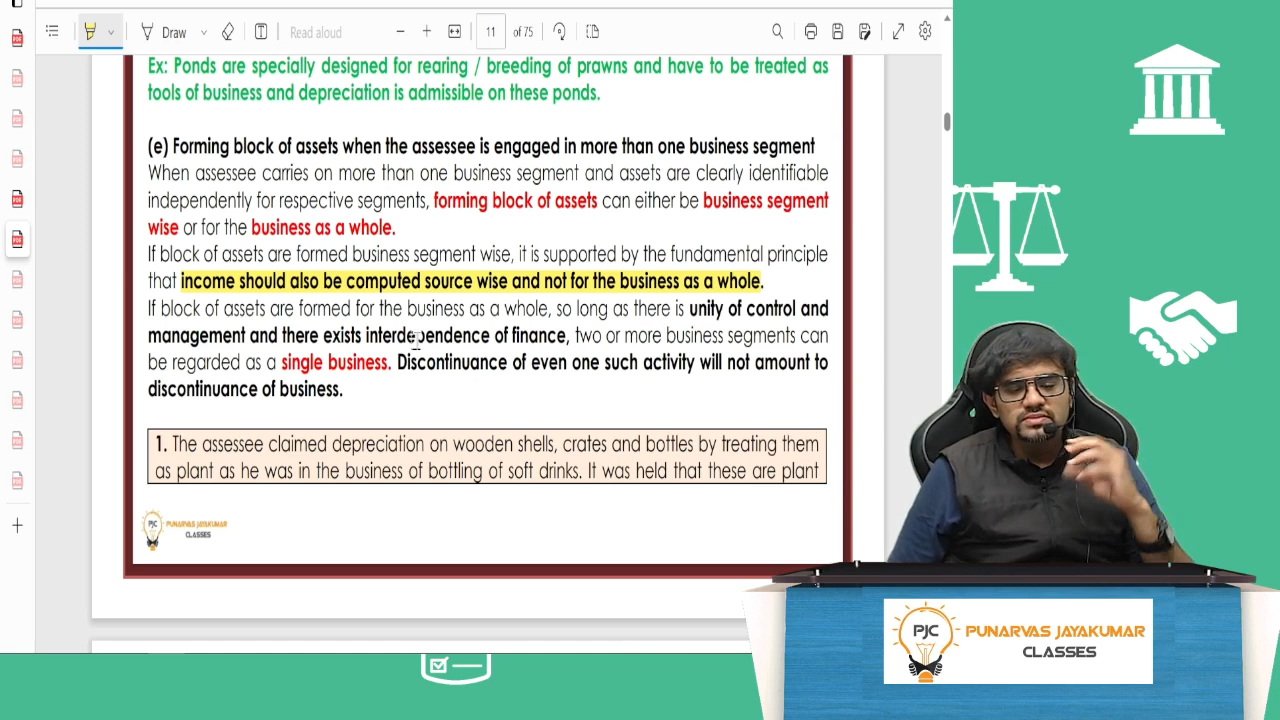 Draw
Read aloud
11
of 75
Ex: Ponds are specially designed for rearing / breeding of prawns and have to be treated as
tools of business and depreciation is admissible on these ponds.
(e) Forming block of assets when the assessee is engaged in more than one business segment
When assessee carries on more than one business segment and assets are clearly identifiable
independently for respective segments, forming block of assets can either be business segment
wise or for the business as a whole.
If block of assets are formed business segment wise, it is supported by the fundamental principle
that income should also be computed source wise and not for the business as a whole.
If block of assets are formed for the business as a whole, so long as there is unity of control and
management and there exists interdependence of finance, two or more business segments can
be regarded as a single business. Discontinuance of even one such activity will not amount to
discontinuance of business.
1. The assessee claimed depreciation on wooden shells, crates and bottles by treating them
as plant as he was in the business of bottling of soft drinks. It was held that these are plant
PJC
PUNARVAS JAYAKUMAR
CLASSES
PJC
PUNARVAS JAYAKUMAR
CLASSES